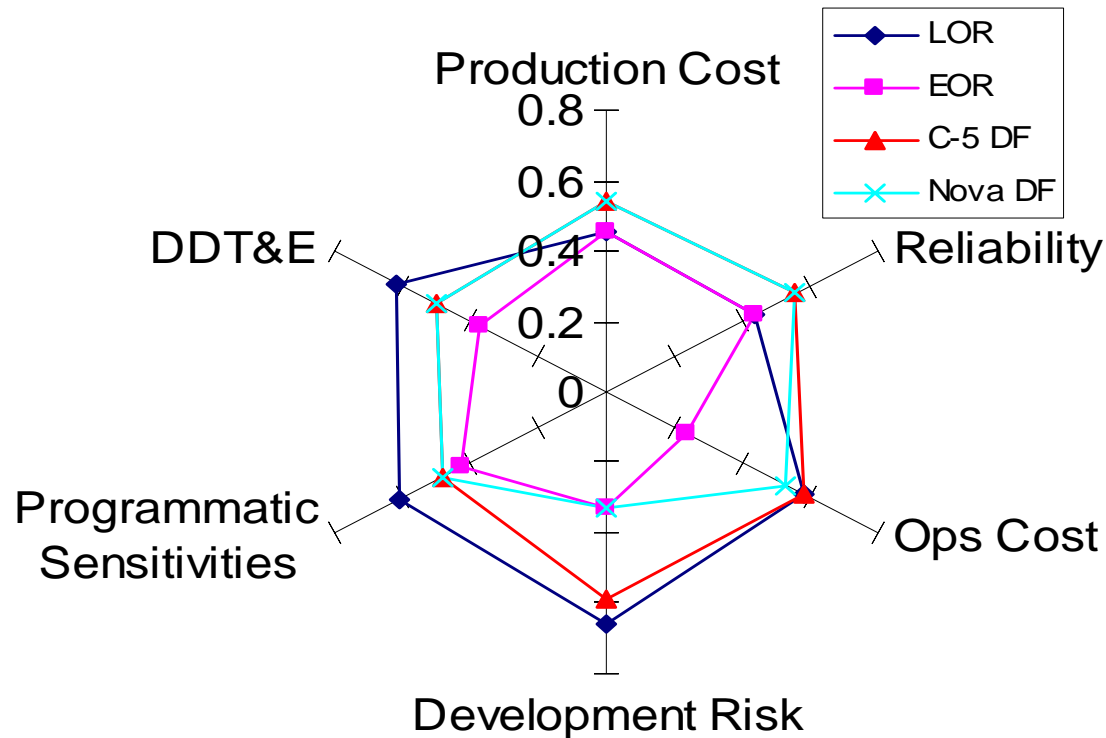 LOR
EOR
C-5 DF
Nova DF
Production Cost
0.8
0.6
0.4
0.2
0
DDT&E
Reliability
Programmatic
Sensitivities
Ops Cost
Development Risk